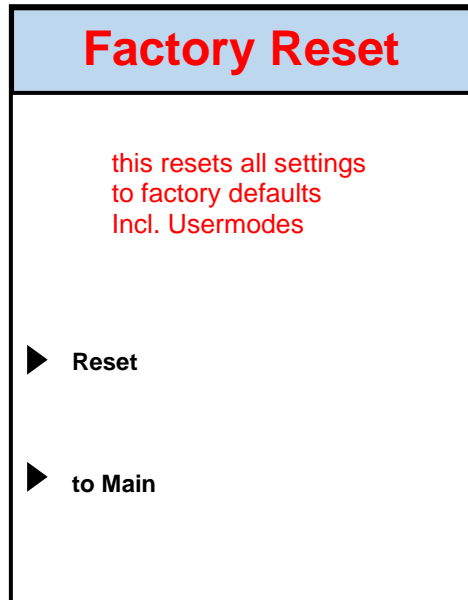 Factory Reset
this resets all settings
to factory defaults
Incl. Usermodes
Reset
to Main